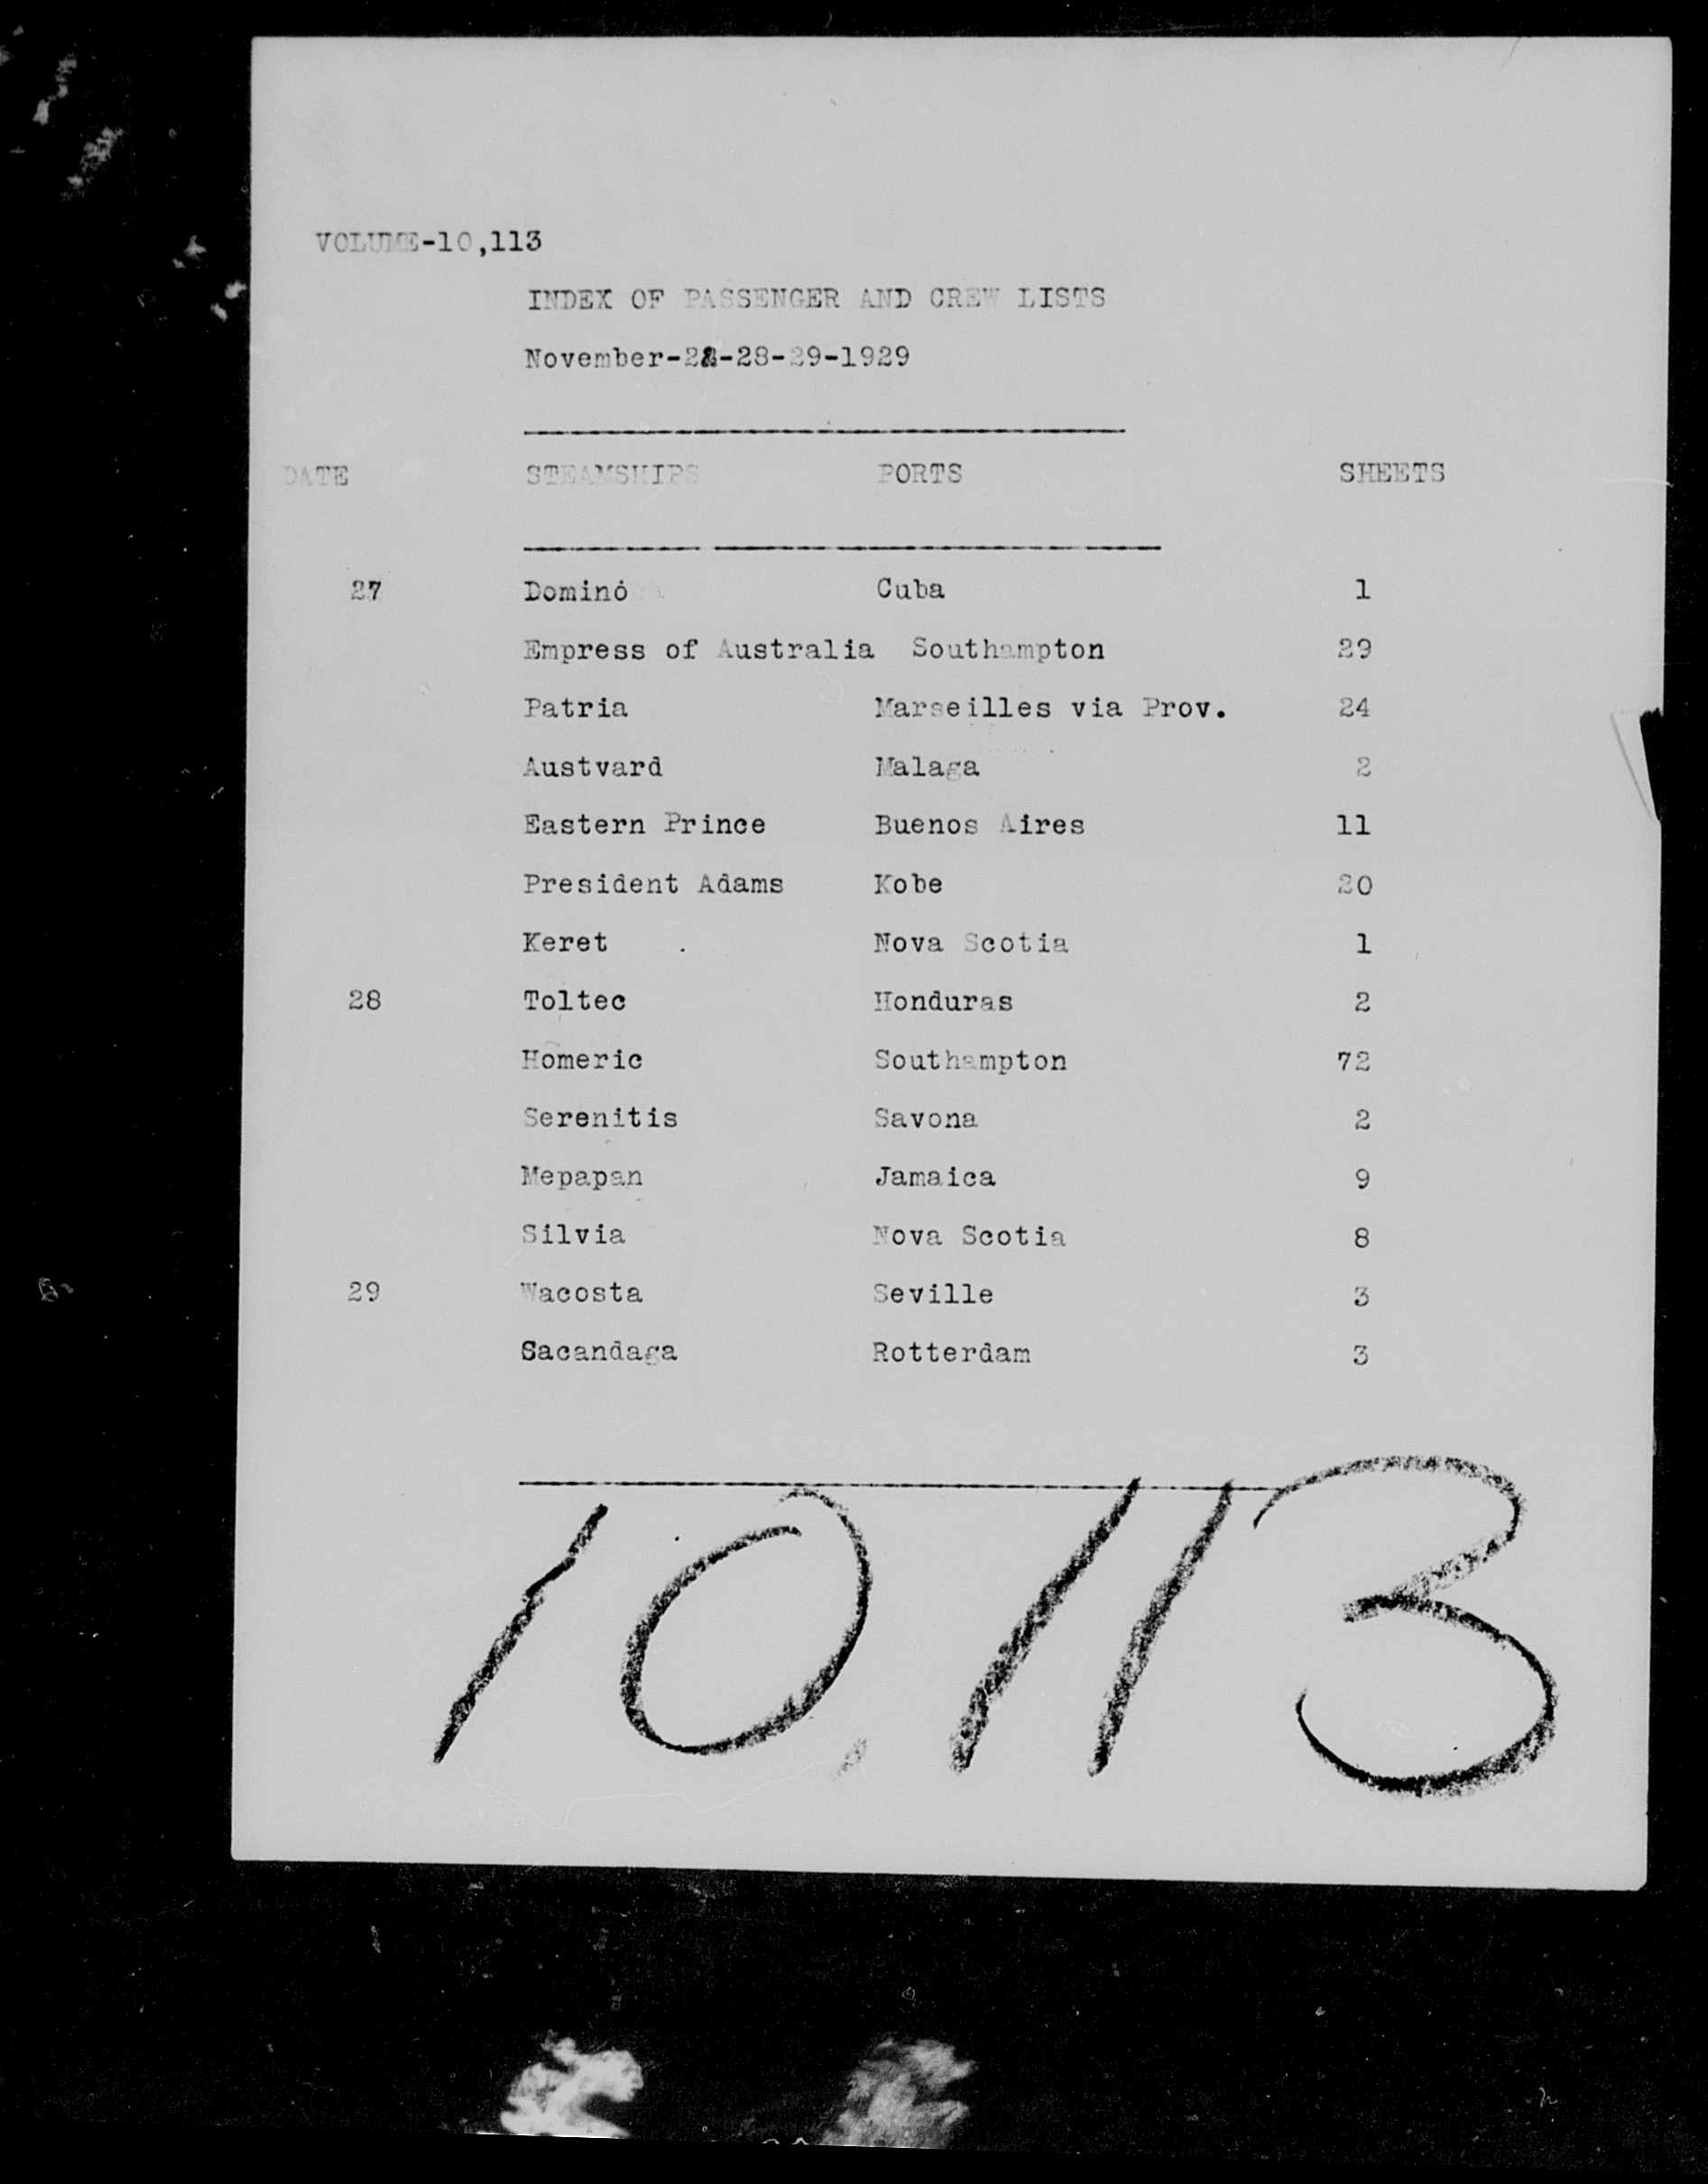 VOLUME-10,113
INDEX OF PASSENGER AND CREW LISTS
November-27-28-29-1929
DATE STEAMSHIPS PORTS SHEETS
27 Dominó Cuba 1
Empress of Australia Southampton 29
Patria Marseilles via Prov. 24
Austvard Malaga 2
Eastern Prince Buenos Aires 11
President Adams Kobe 20
Keret . Nova Scotia 1
28 Toltec Honduras 2
Homeric Southampton 72
Serenitis Savona 2
Mepapan Jamaica 9
Silvia Nova Scotia 8
29 Wacosta Seville 3
Sacandaga Rotterdam 3
10,113